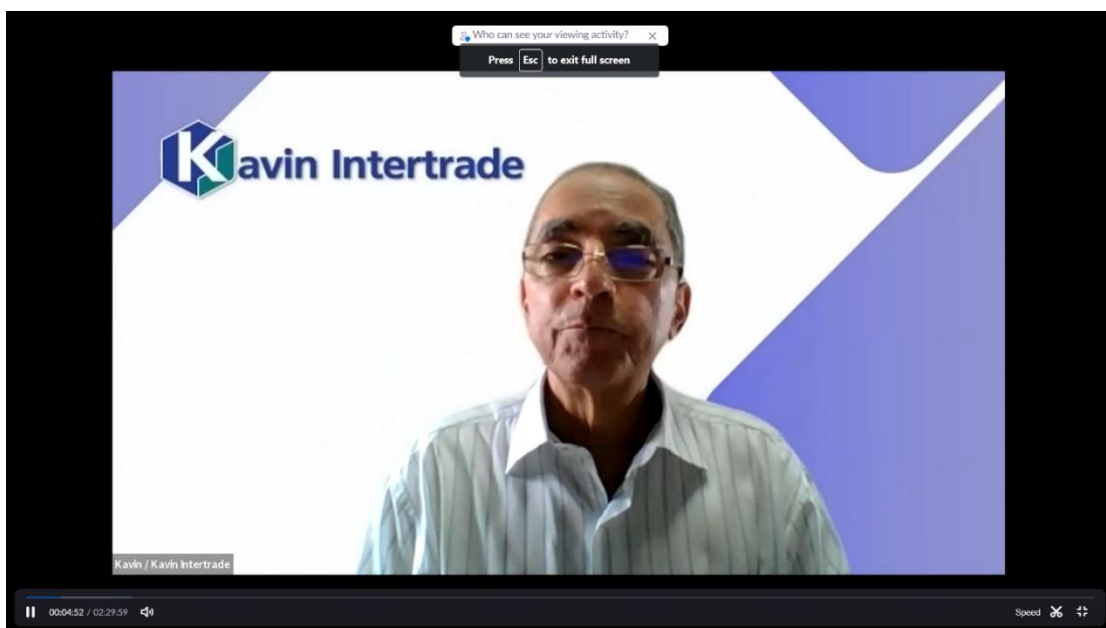 Who can see your viewing activity?
Press Esc to exit full screen
Kavin Intertrade
Kavin / Kavin Intertrade
00:04:52 / 02:29:59
Speed